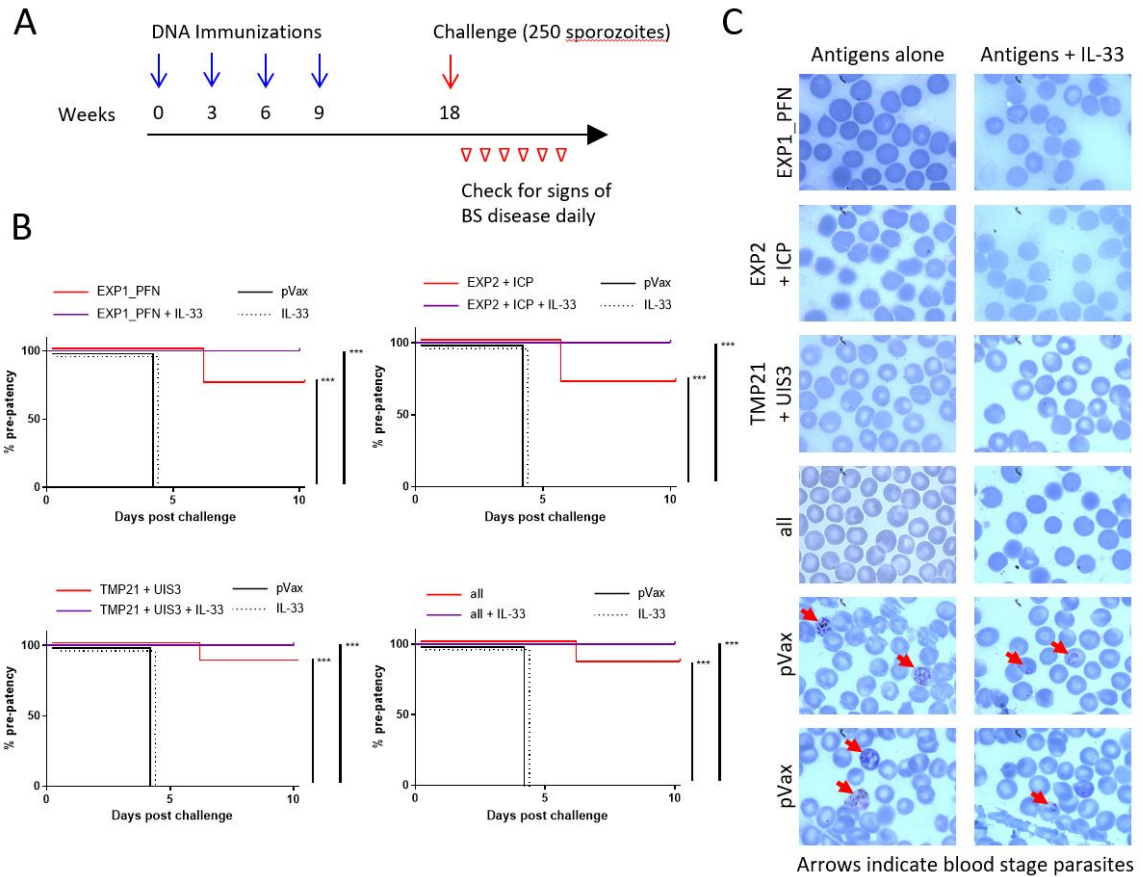 A
DNA Immunizations
Challenge (250 sporozoites)
Weeks
0 3 6 9 18
Check for signs of
BS disease daily
B
EXP1_PFN pVax
EXP1_PFN + IL-33 IL-33
100
50
0
% pre-patency
0 5 10
Days post challenge
***
***
EXP2 + ICP pVax
EXP2 + ICP + IL-33 IL-33
100
50
0
% pre-patency
0 5 10
Days post challenge
***
***
TMP21 + UIS3 pVax
TMP21 + UIS3 + IL-33 IL-33
100
50
0
% pre-patency
0 5 10
Days post challenge
***
***
all pVax
all + IL-33 IL-33
100
50
0
% pre-patency
0 5 10
Days post challenge
***
***
C
Antigens alone Antigens + IL-33
EXP1_PFN
EXP2
+ ICP
TMP21
+ UIS3
all
pVax
pVax
Arrows indicate blood stage parasites